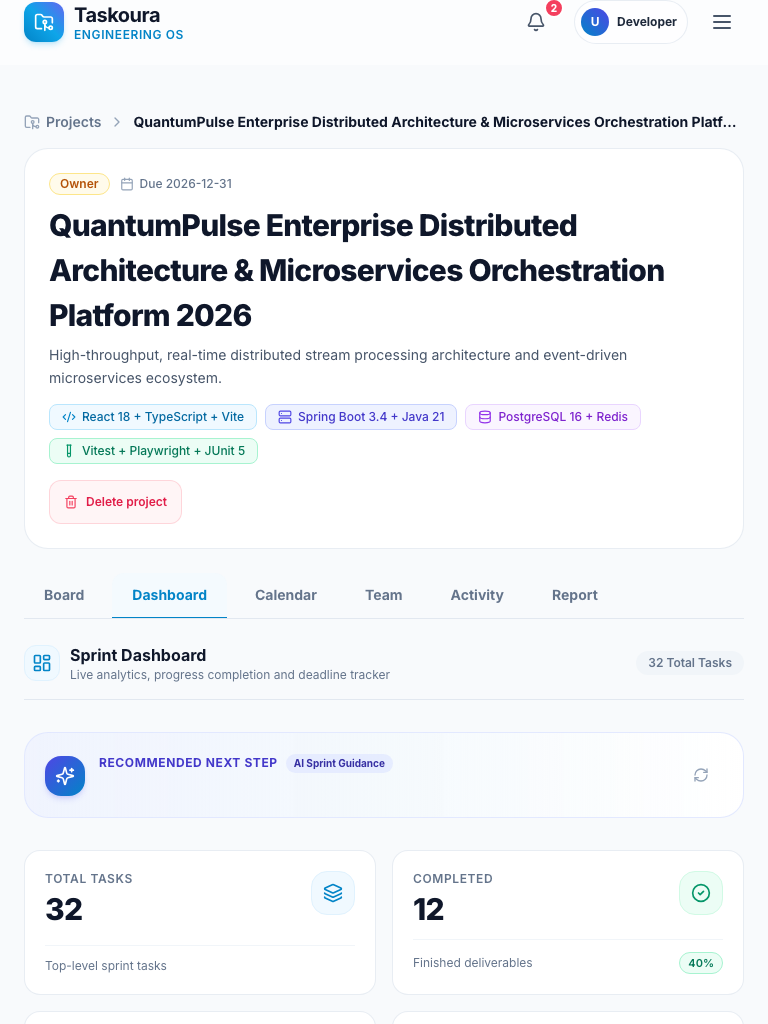 Taskoura
ENGINEERING OS
2
U
Developer
Projects
QuantumPulse Enterprise Distributed Architecture & Microservices Orchestration Platf...
Owner
Due 2026-12-31
QuantumPulse Enterprise Distributed
Architecture & Microservices Orchestration
Platform 2026
High-throughput, real-time distributed stream processing architecture and event-driven
microservices ecosystem.
React 18 + TypeScript + Vite
Spring Boot 3.4 + Java 21
PostgreSQL 16 + Redis
Vitest + Playwright + JUnit 5
Delete project
Board
Dashboard
Calendar
Team
Activity
Report
Sprint Dashboard
Live analytics, progress completion and deadline tracker
32 Total Tasks
RECOMMENDED NEXT STEP
AI Sprint Guidance
TOTAL TASKS
32
Top-level sprint tasks
COMPLETED
12
Finished deliverables
40%